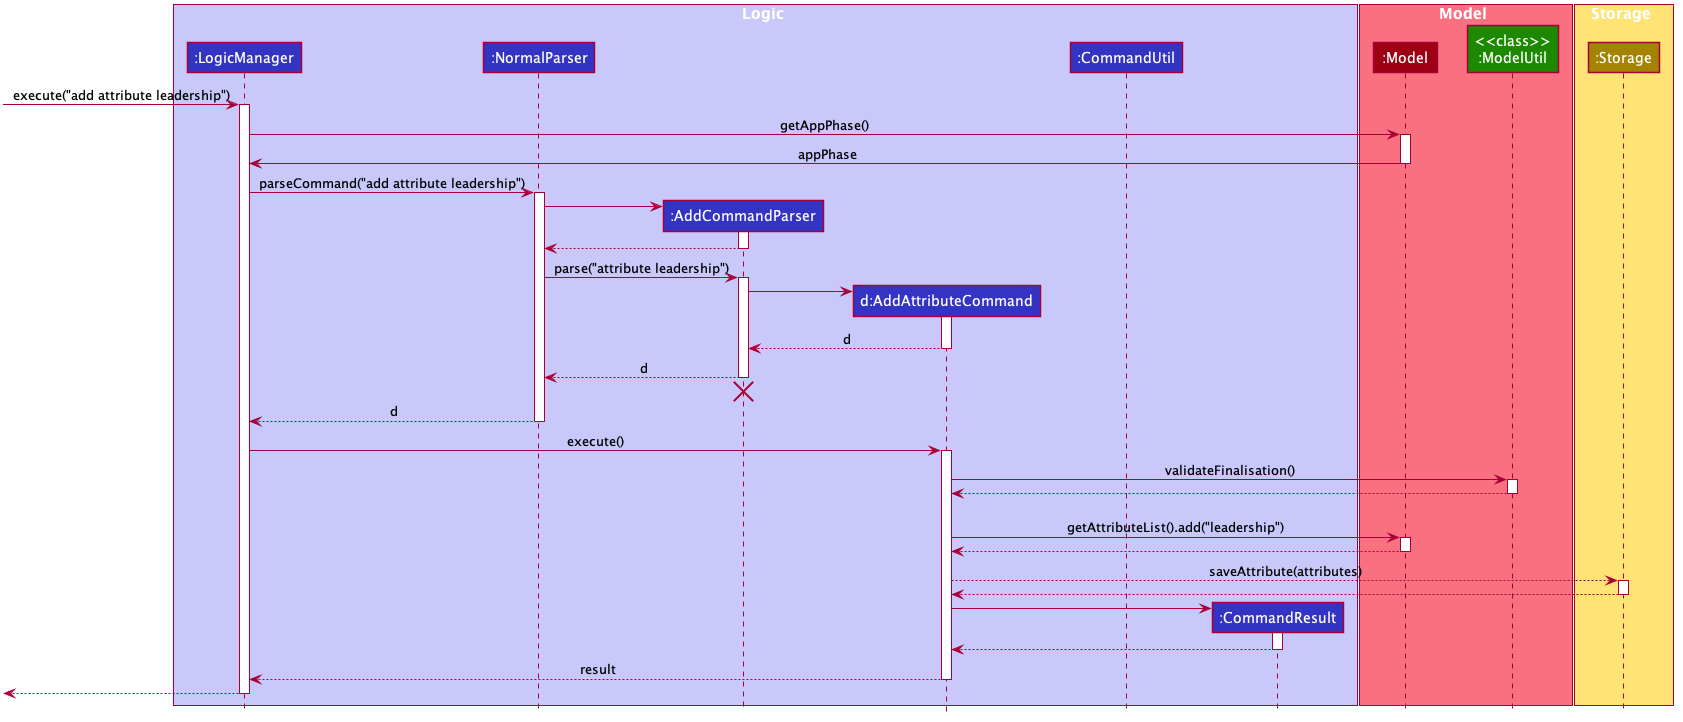 Logic
Model
Storage
:LogicManager
:NormalParser
:CommandUtil
:Model
<<class>>
:ModelUtil
:Storage
execute("add attribute leadership")
getAppPhase()
appPhase
parseCommand("add attribute leadership")
:AddCommandParser
parse("attribute leadership")
d:AddAttributeCommand
d
d
d
execute()
validateFinalisation()
getAttributeList().add("leadership")
saveAttribute(attributes)
:CommandResult
result